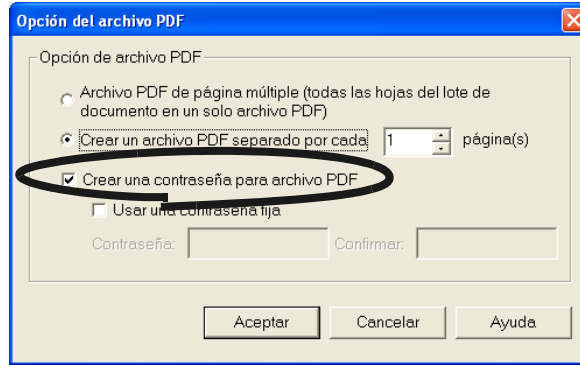 Opción del archivo PDF
Opción de archivo PDF
Archivo PDF de página múltiple (todas las hojas del lote de
documento en un solo archivo PDF)
Crear un archivo PDF separado por cada 1 página(s)
Crear una contraseña para archivo PDF
Usar una contraseña fija
Contraseña: Confirmar:
Aceptar Cancelar Ayuda